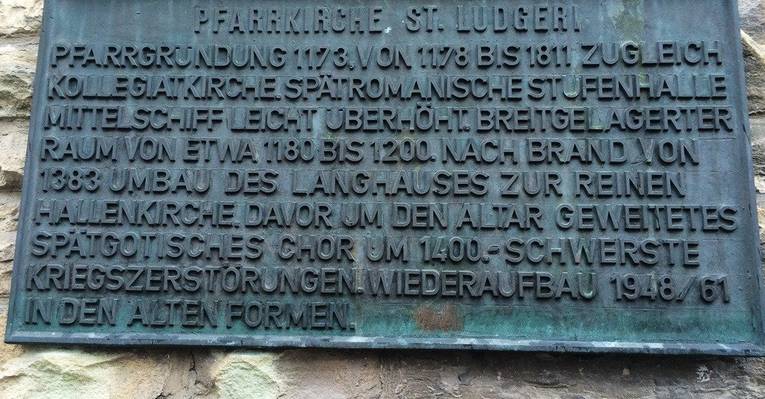 PFARRKIRCHE ST. LUDGERI
PFARRGRÜNDUNG 1173. VON 1178 BIS 1811 ZUGLEICH
KOLLEGIATKIRCHE. SPÄTROMANISCHE STUFENHALLE
MITTELSCHIFF LEICHT ÜBERHÖHT. BREITGELAGERTER
RAUM VON ETWA 1180 BIS 1200. NACH BRAND VON
1383 UMBAU DES LANGHAUSES ZUR REINEN
HALLENKIRCHE. DAVOR JM DEN ALTAR GEWEITETES
SPÄTGOTISCHES CHOR UM 1400.- SCHWERSTE
KRIEGSZERSTÖRUNGEN. WIEDERAUFBAU 1948/61
IN DEN ALTEN FORMEN.